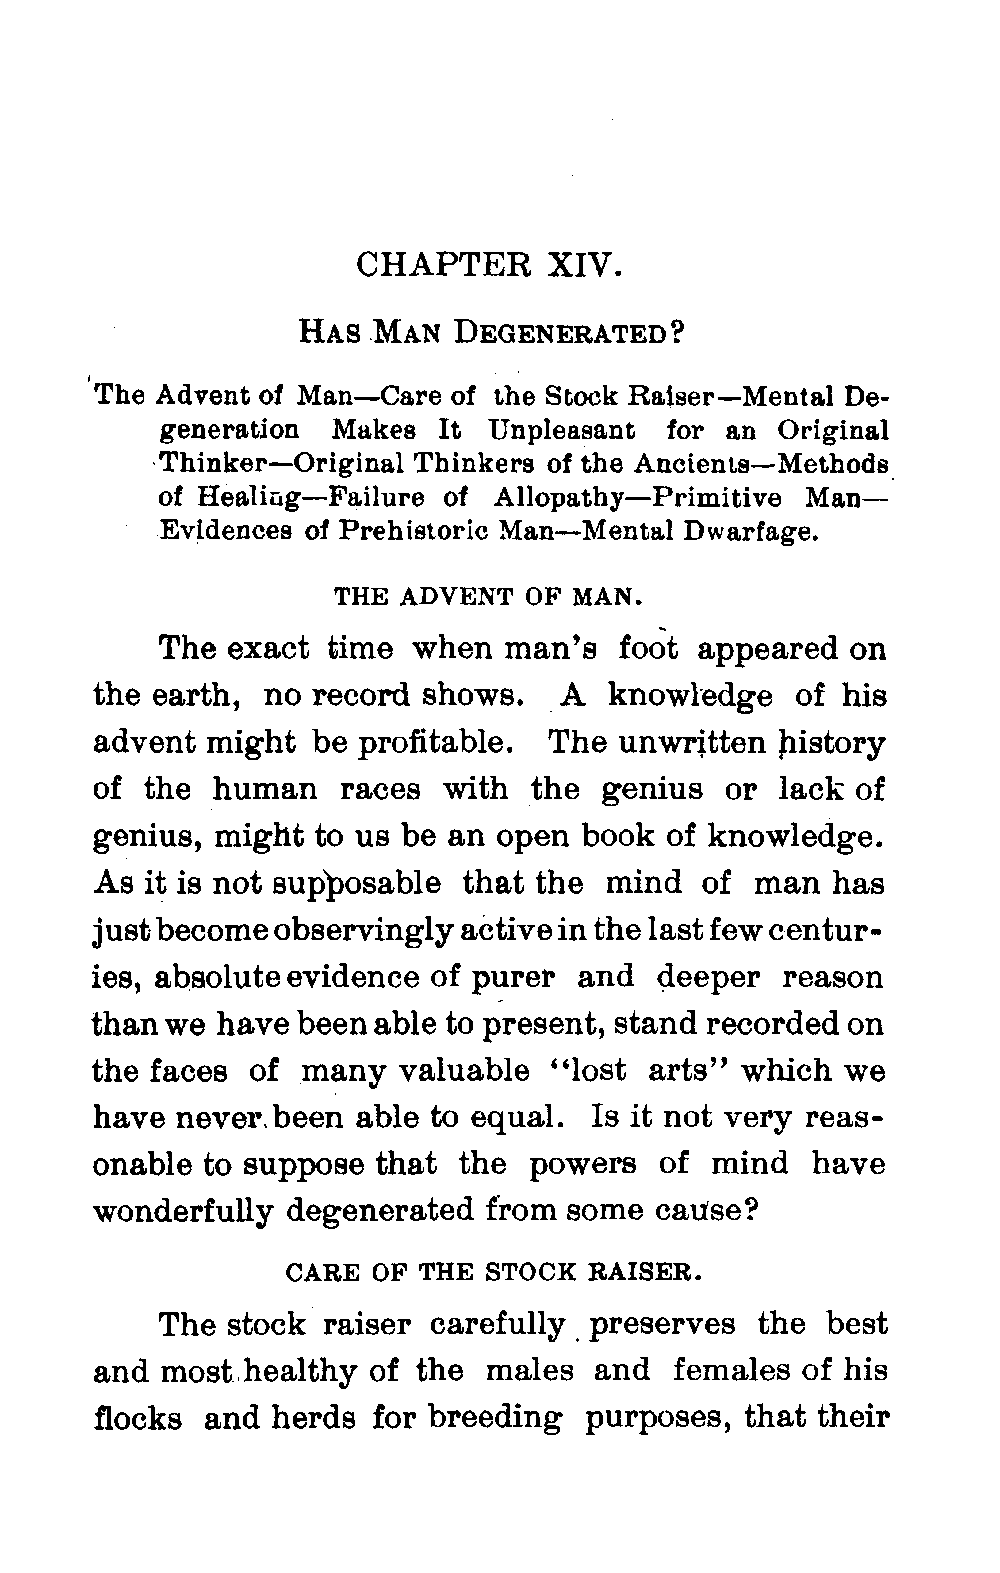 CHAPTER XIV.
HAS MAN DEGENERATED?
The Advent of Man—Care of the Stock Raiser—Mental De-
generation Makes It Unpleasant for an Original
Thinker—Original Thinkers of the Ancients—Methods
of Healing—Failure of Allopathy—Primitive Man—
Evidences of Prehistoric Man—Mental Dwarfage.
THE ADVENT OF MAN.
The exact time when man's foot appeared on
the earth, no record shows. A knowledge of his
advent might be profitable. The unwritten history
of the human races with the genius or lack of
genius, might to us be an open book of knowledge.
As it is not supposable that the mind of man has
just become observingly active in the last few centur-
ies, absolute evidence of purer and deeper reason
than we have been able to present, stand recorded on
the faces of many valuable “lost arts” which we
have never been able to equal. Is it not very reas-
onable to suppose that the powers of mind have
wonderfully degenerated from some cause?
CARE OF THE STOCK RAISER.
The stock raiser carefully preserves the best
and most healthy of the males and females of his
flocks and herds for breeding purposes, that their